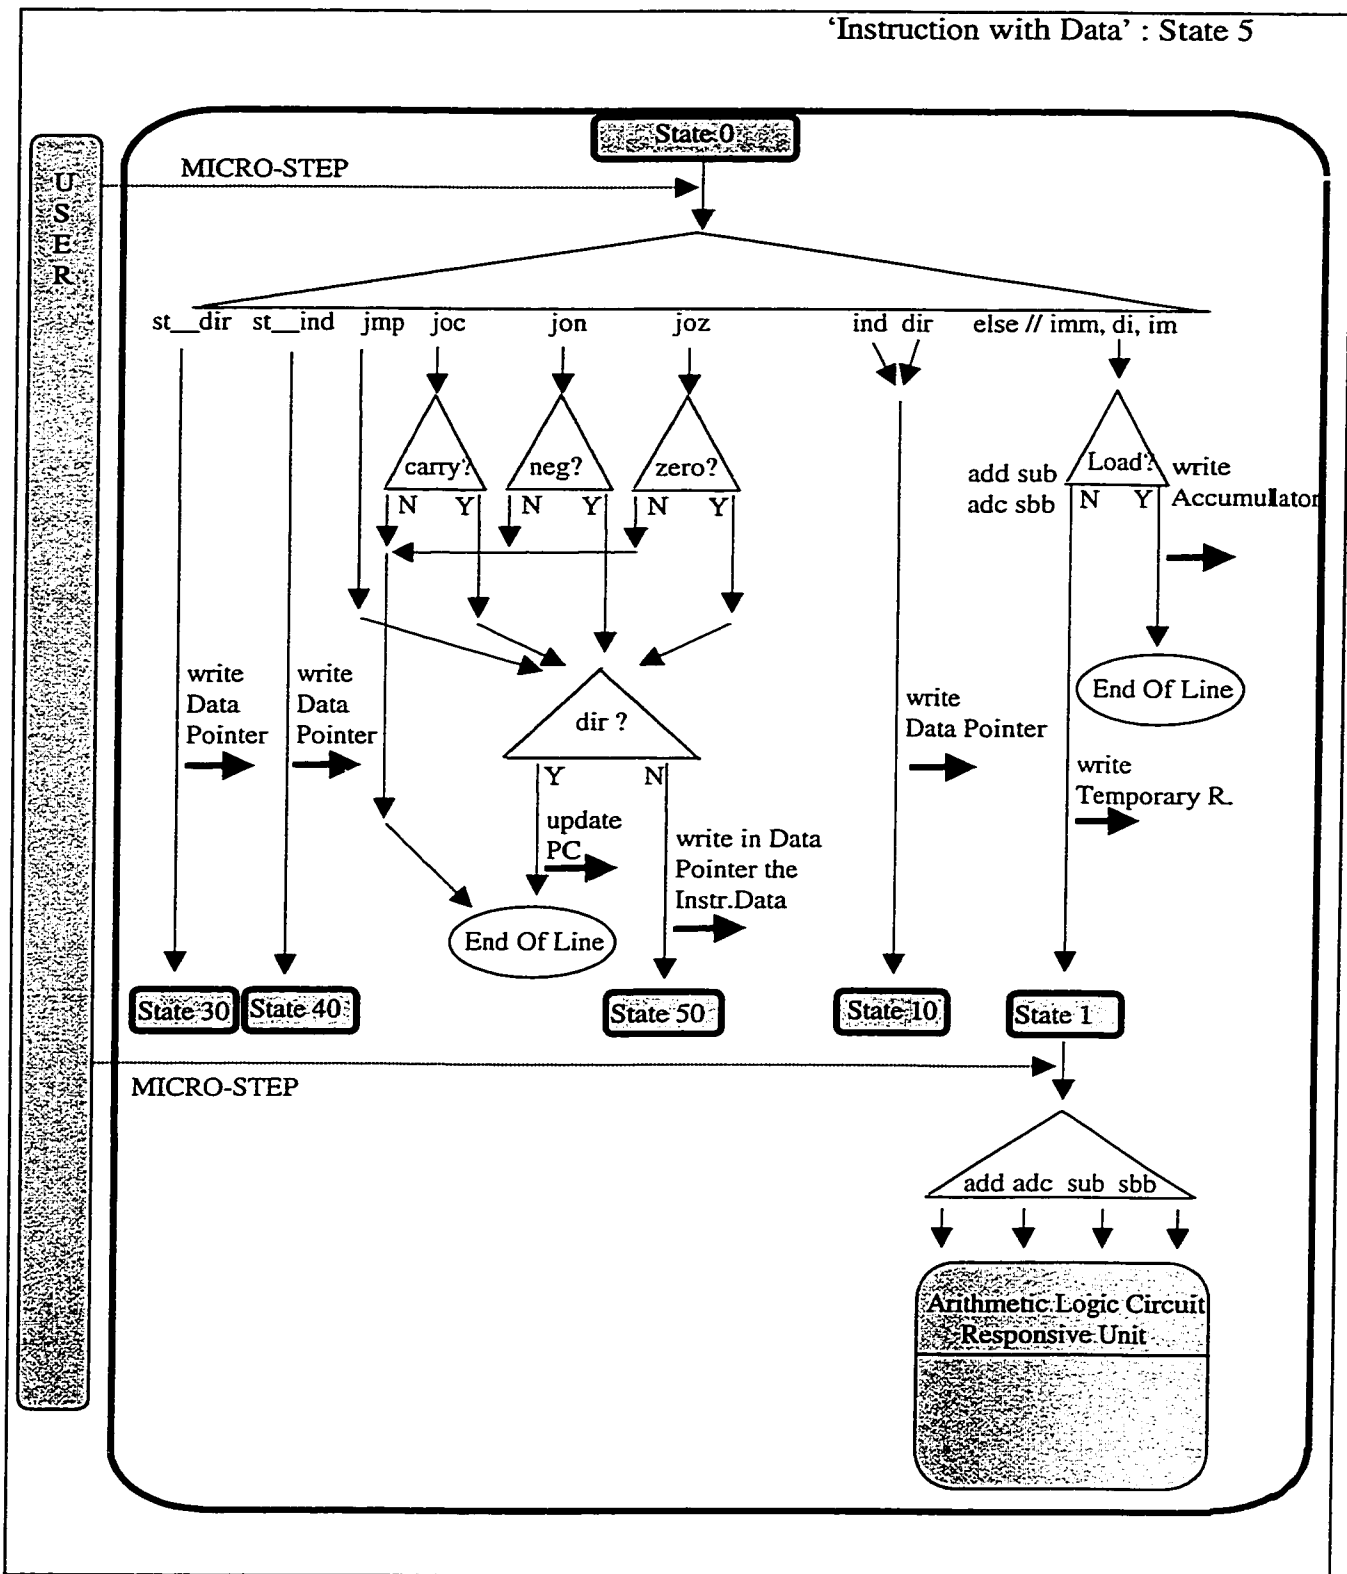 ‘Instruction with Data’ : State 5
State 0
MICRO-STEP
USER
st__dir st__ind jmp joc jon joz ind dir else // imm, di, im
carry? neg? zero? Load?
N Y N Y N Y N Y
add sub
adc sbb
write
Accumulator
write
Data
Pointer
write
Data
Pointer
dir ?
Y N
End Of Line
write
Data Pointer
write
Temporary R.
update
PC
write in Data
Pointer the
Instr.Data
End Of Line
State 30 State 40 State 50 State 10 State 1
MICRO-STEP
add adc sub sbb
Arithmetic Logic Circuit
Responsive Unit